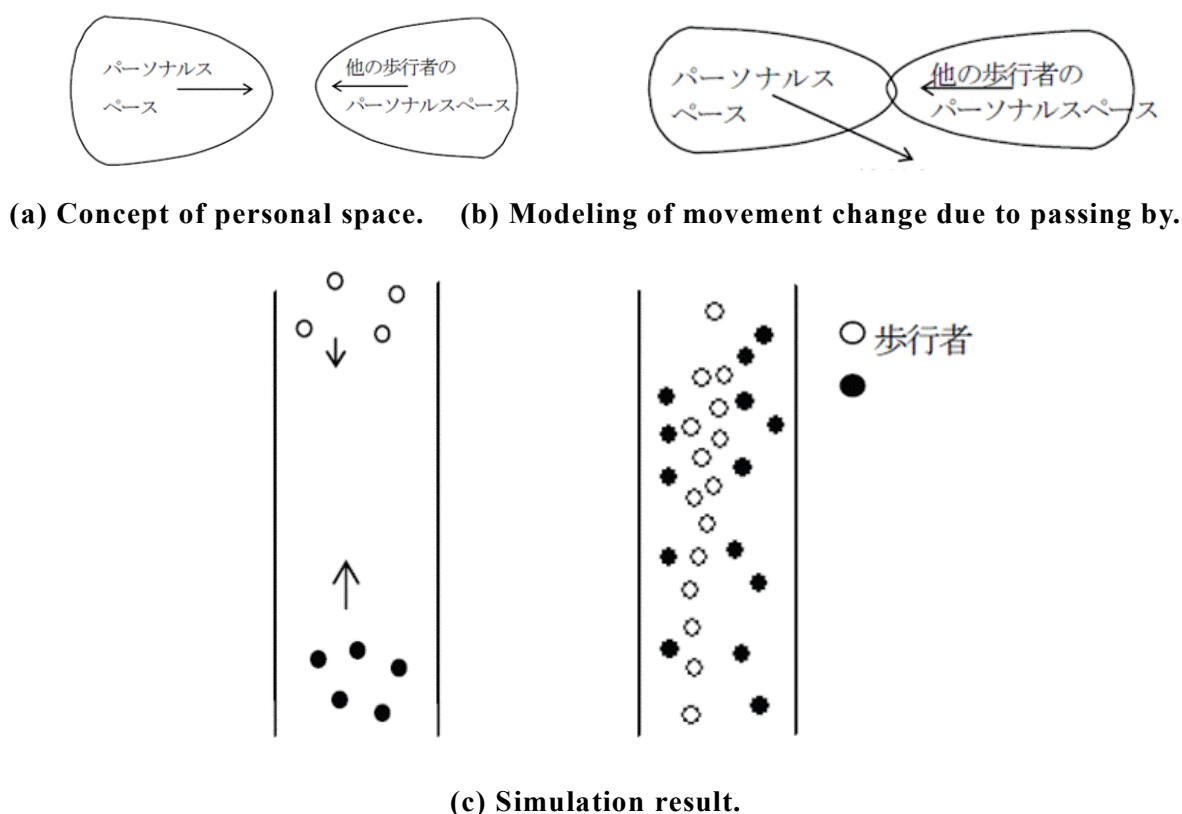 パーソナルス
ペース
他の歩行者の
パーソナルスペース
パーソナルス
ペース
他の歩行者の
パーソナルスペース
(a) Concept of personal space.
(b) Modeling of movement change due to passing by.
歩行者
(c) Simulation result.